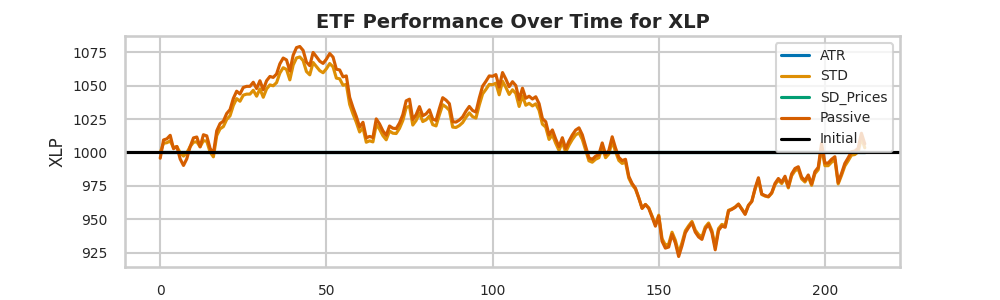 ETF Performance Over Time for XLP
XLP
1075
1050
1025
1000
975
950
925
0
50
100
150
200
ATR
STD
SD_Prices
Passive
Initial